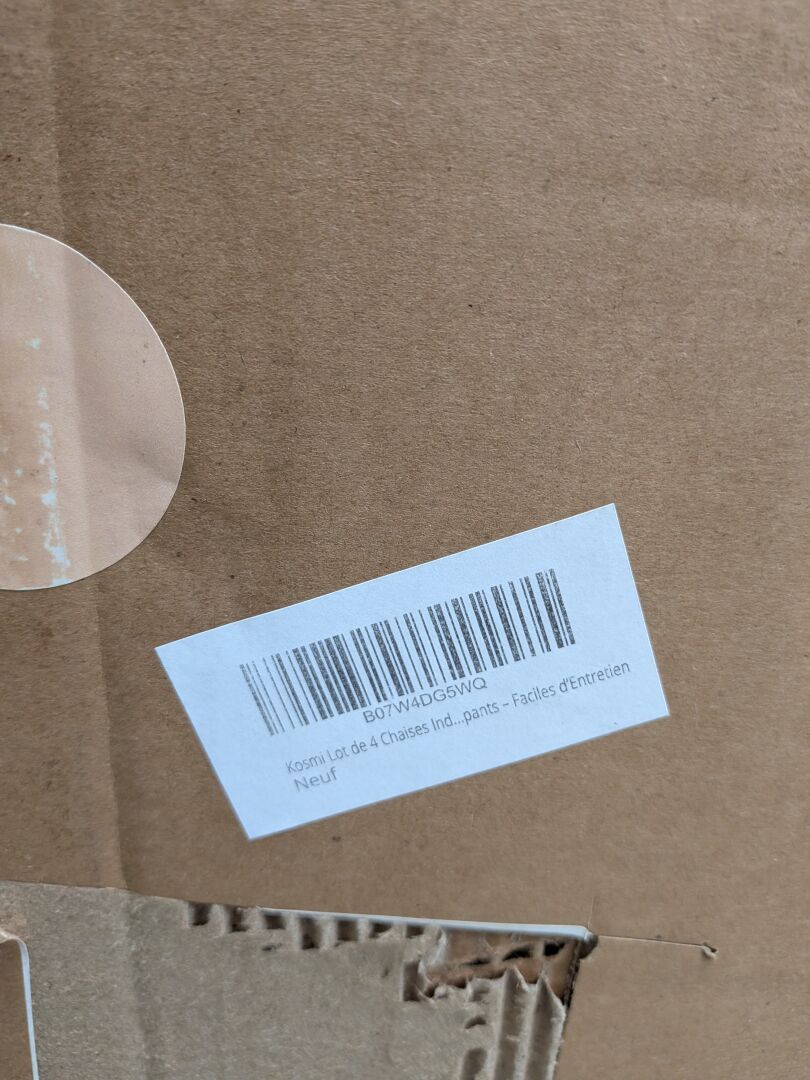 B07W4DG5WQ
Kosmi Lot de 4 Chaises Ind...pants – Faciles d'Entretien
Neuf